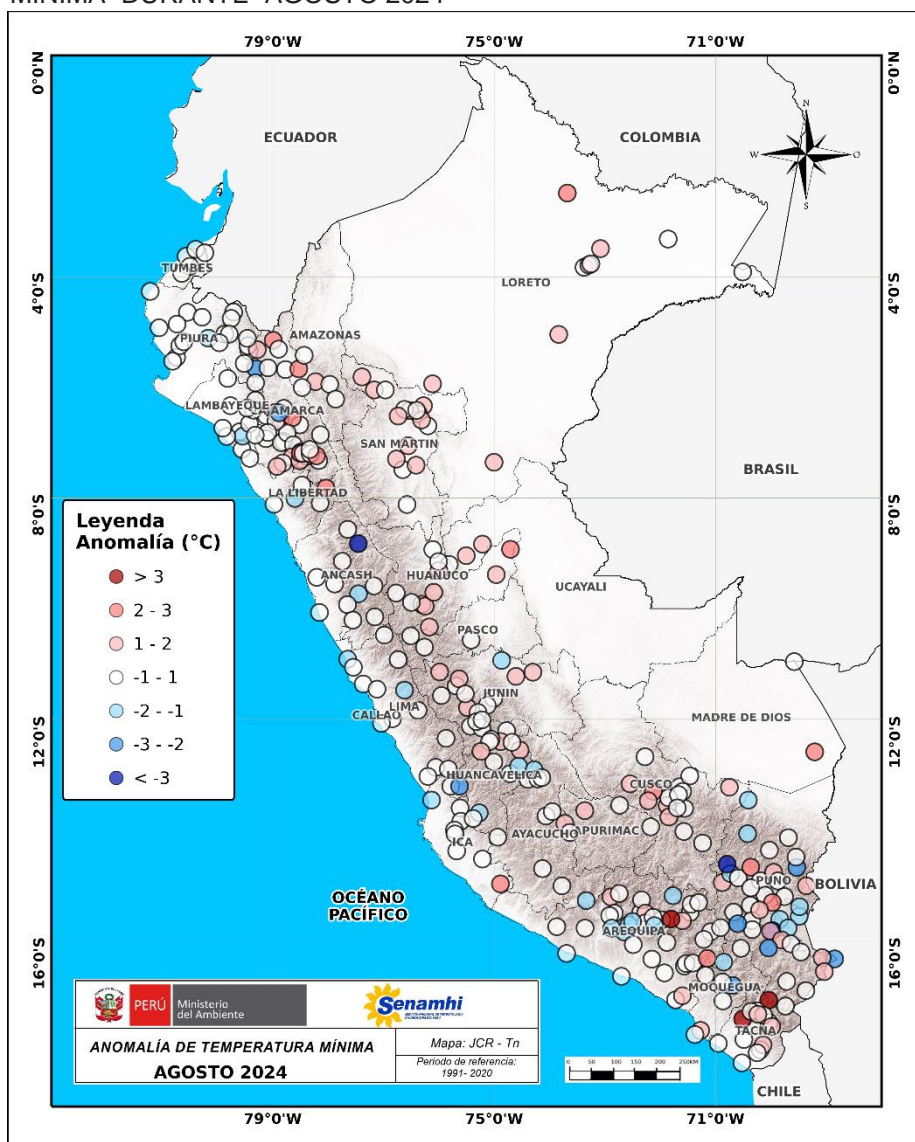 MÍNIMA DURANTE AGOSTO 2024
79°0'W 75°0'W 71°0'W
0°0'N 0°0'N
ECUADOR
COLOMBIA
N
W O
S
TUMBES
4°0'S 4°0'S
LORETO
PIURA
AMAZONAS
LAMBAYEQUE
CAJAMARCA
SAN MARTIN
BRASIL
LA LIBERTAD
8°0'S 8°0'S
Leyenda
Anomalía (°C)
> 3
2 - 3
1 - 2
-1 - 1
-2 - -1
-3 - -2
< -3
ANCASH
HUANUCO
UCAYALI
PASCO
JUNIN
LIMA
CALLAO
MADRE DE DIOS
12°0'S 12°0'S
HUANCAVELICA
CUSCO
ICA
AYACUCHO
APURIMAC
PUNO
BOLIVIA
OCÉANO
PACÍFICO
AREQUIPA
16°0'S 16°0'S
MOQUEGUA
TACNA
CHILE
PERÚ
Ministerio
del Ambiente
Senamhi
ANOMALÍA DE TEMPERATURA MÍNIMA
AGOSTO 2024
Mapa: JCR - Tn
Periodo de referencia:
1991- 2020
0 50 100 150 200 250KM
79°0'W 75°0'W 71°0'W